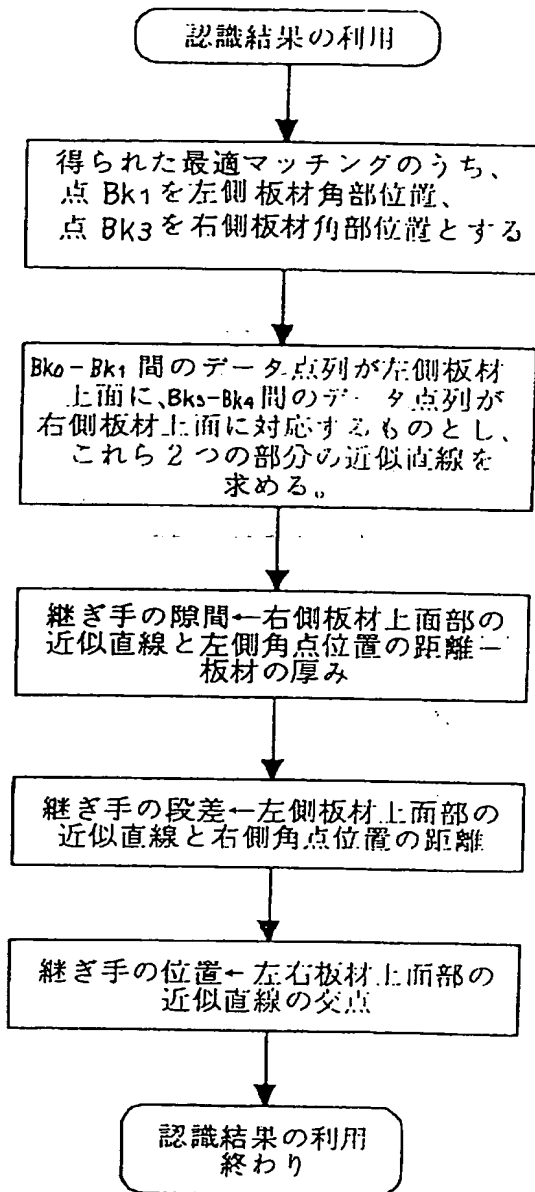 認識結果の利用
得られた最適マッチングのうち、
点 Bk1 を左側板材角部位置、
点 Bk3 を右側板材角部位置とする
Bk0-Bk1 間のデータ点列が左側板材
上面に、Bk3-Bk4 間のデータ点列が
右側板材上面に対応するものとし、
これら2つの部分の近似直線を
求める。
継ぎ手の隙間←右側板材上面部の
近似直線と左側角点位置の距離-
板材の厚み
継ぎ手の段差←左側板材上面部の
近似直線と右側角点位置の距離
継ぎ手の位置←左右板材上面部の
近似直線の交点
認識結果の利用
終わり